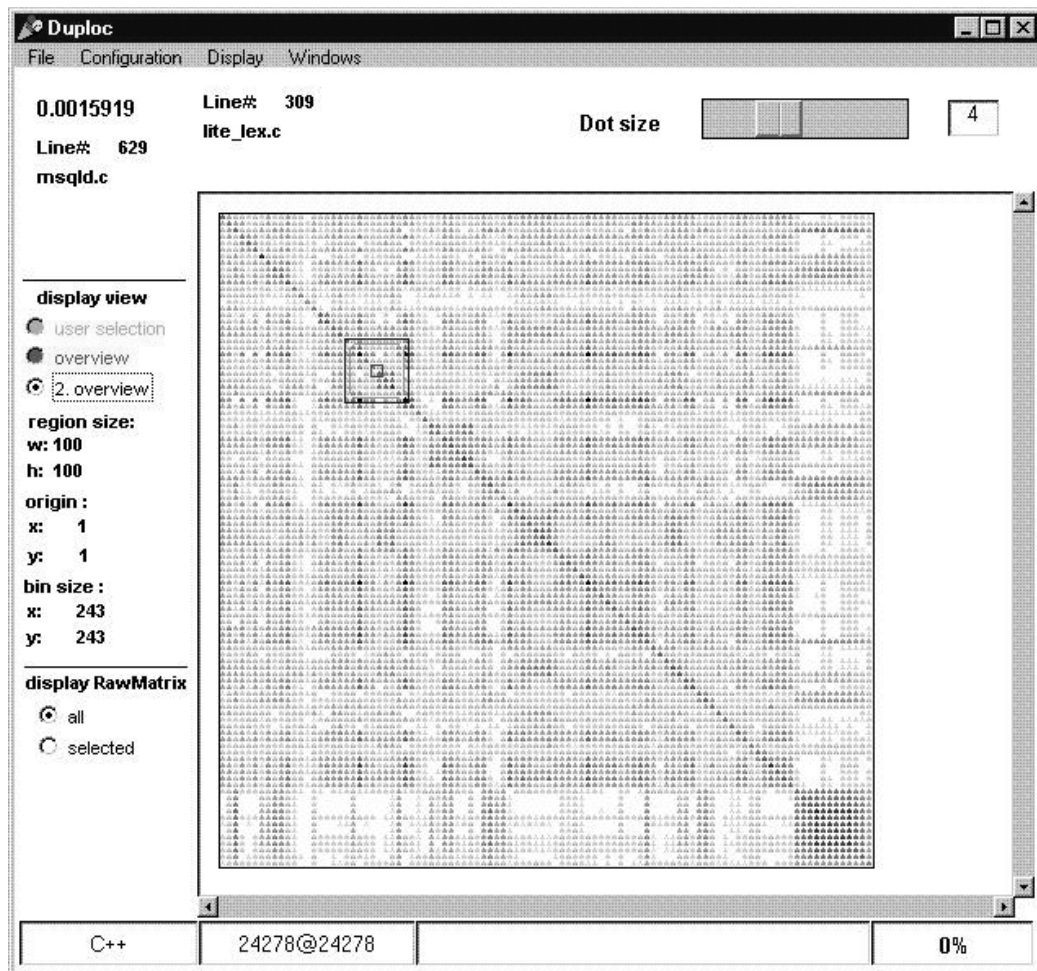 Duploc
File Configuration Display Windows
0.0015919
Line#: 629
msqld.c
Line#: 309
lite_lex.c
Dot size
4
display view
user selection
overview
2. overview
region size:
w: 100
h: 100
origin :
x: 1
y: 1
bin size :
x: 243
y: 243
display RawMatrix
all
selected
C++ 24278@24278 0%